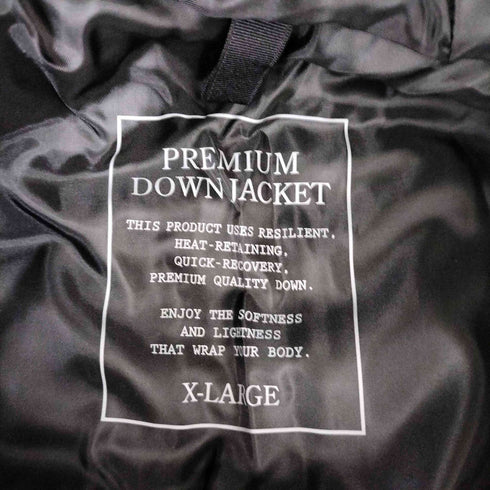 PREMIUM
DOWN JACKET
THIS PRODUCT USES RESILIENT,
HEAT-RETAINING,
QUICK-RECOVERY,
PREMIUM QUALITY DOWN.
ENJOY THE SOFTNESS
AND LIGHTNESS
THAT WRAP YOUR BODY.
X-LARGE